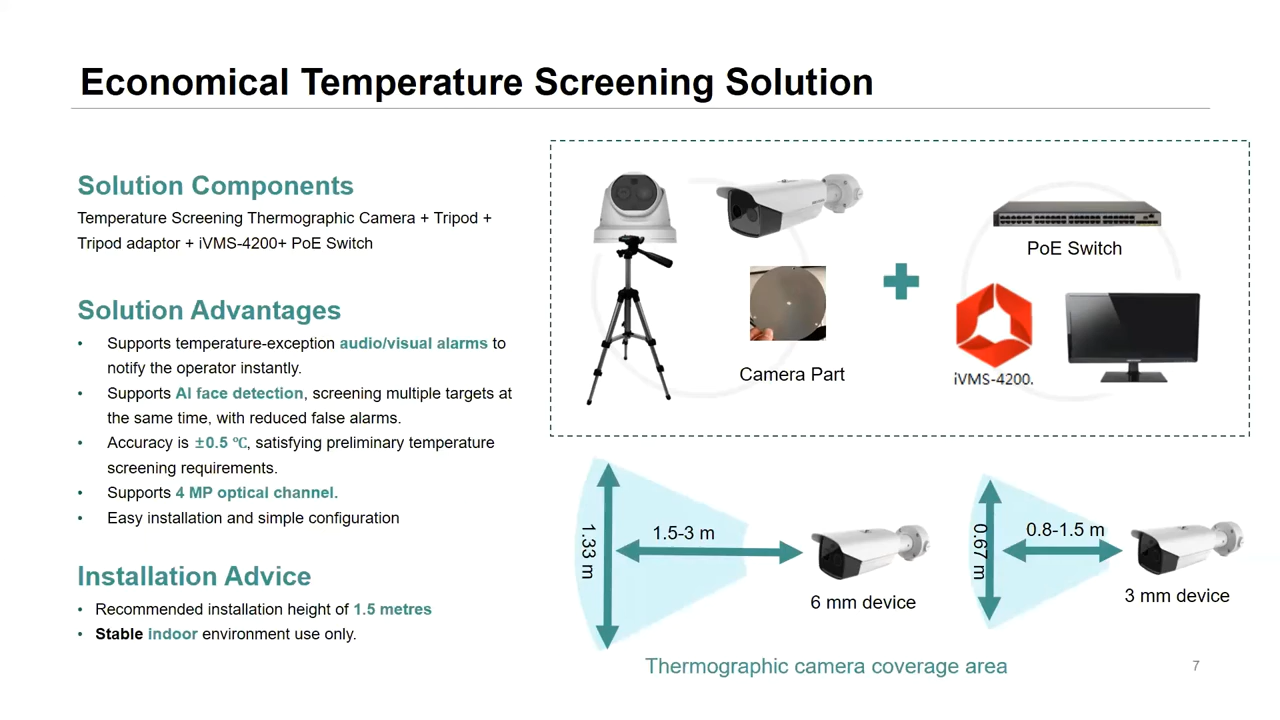 Economical Temperature Screening Solution
Solution Components
Temperature Screening Thermographic Camera + Tripod +
Tripod adaptor + iVMS-4200+ PoE Switch
Solution Advantages
• Supports temperature-exception audio/visual alarms to
notify the operator instantly.
• Supports AI face detection, screening multiple targets at
the same time, with reduced false alarms.
• Accuracy is ±0.5 ℃, satisfying preliminary temperature
screening requirements.
• Supports 4 MP optical channel.
• Easy installation and simple configuration
Installation Advice
• Recommended installation height of 1.5 metres
• Stable indoor environment use only.
Camera Part
PoE Switch
iVMS-4200.
1.33 m
1.5-3 m
6 mm device
0.67 m
0.8-1.5 m
3 mm device
Thermographic camera coverage area
7